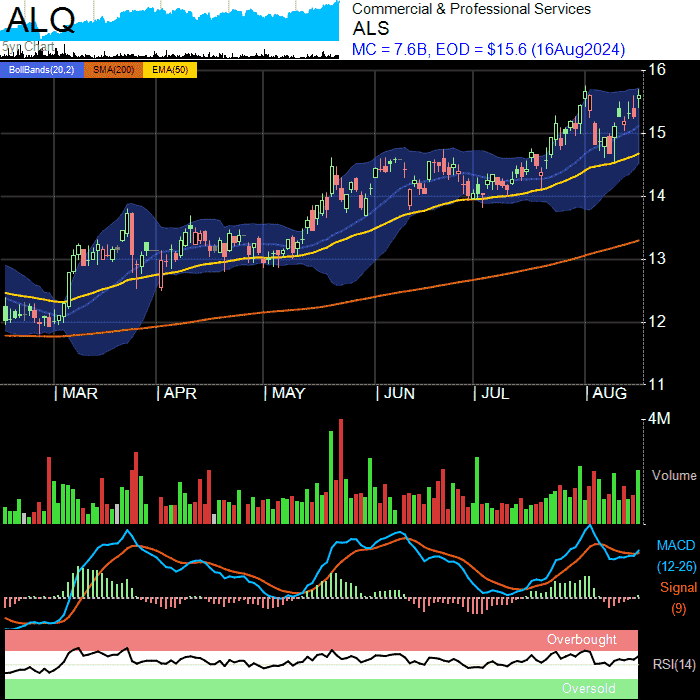 ALQ
5yr Chart
Commercial & Professional Services
ALS
MC = 7.6B, EOD = $15.6 (16Aug2024)
BollBands(20,2) SMA(200) EMA(50)
16
15
14
13
12
11
MAR APR MAY JUN JUL AUG
4M
Volume
MACD
(12-26)
Signal
(9)
Overbought
RSI(14)
Oversold